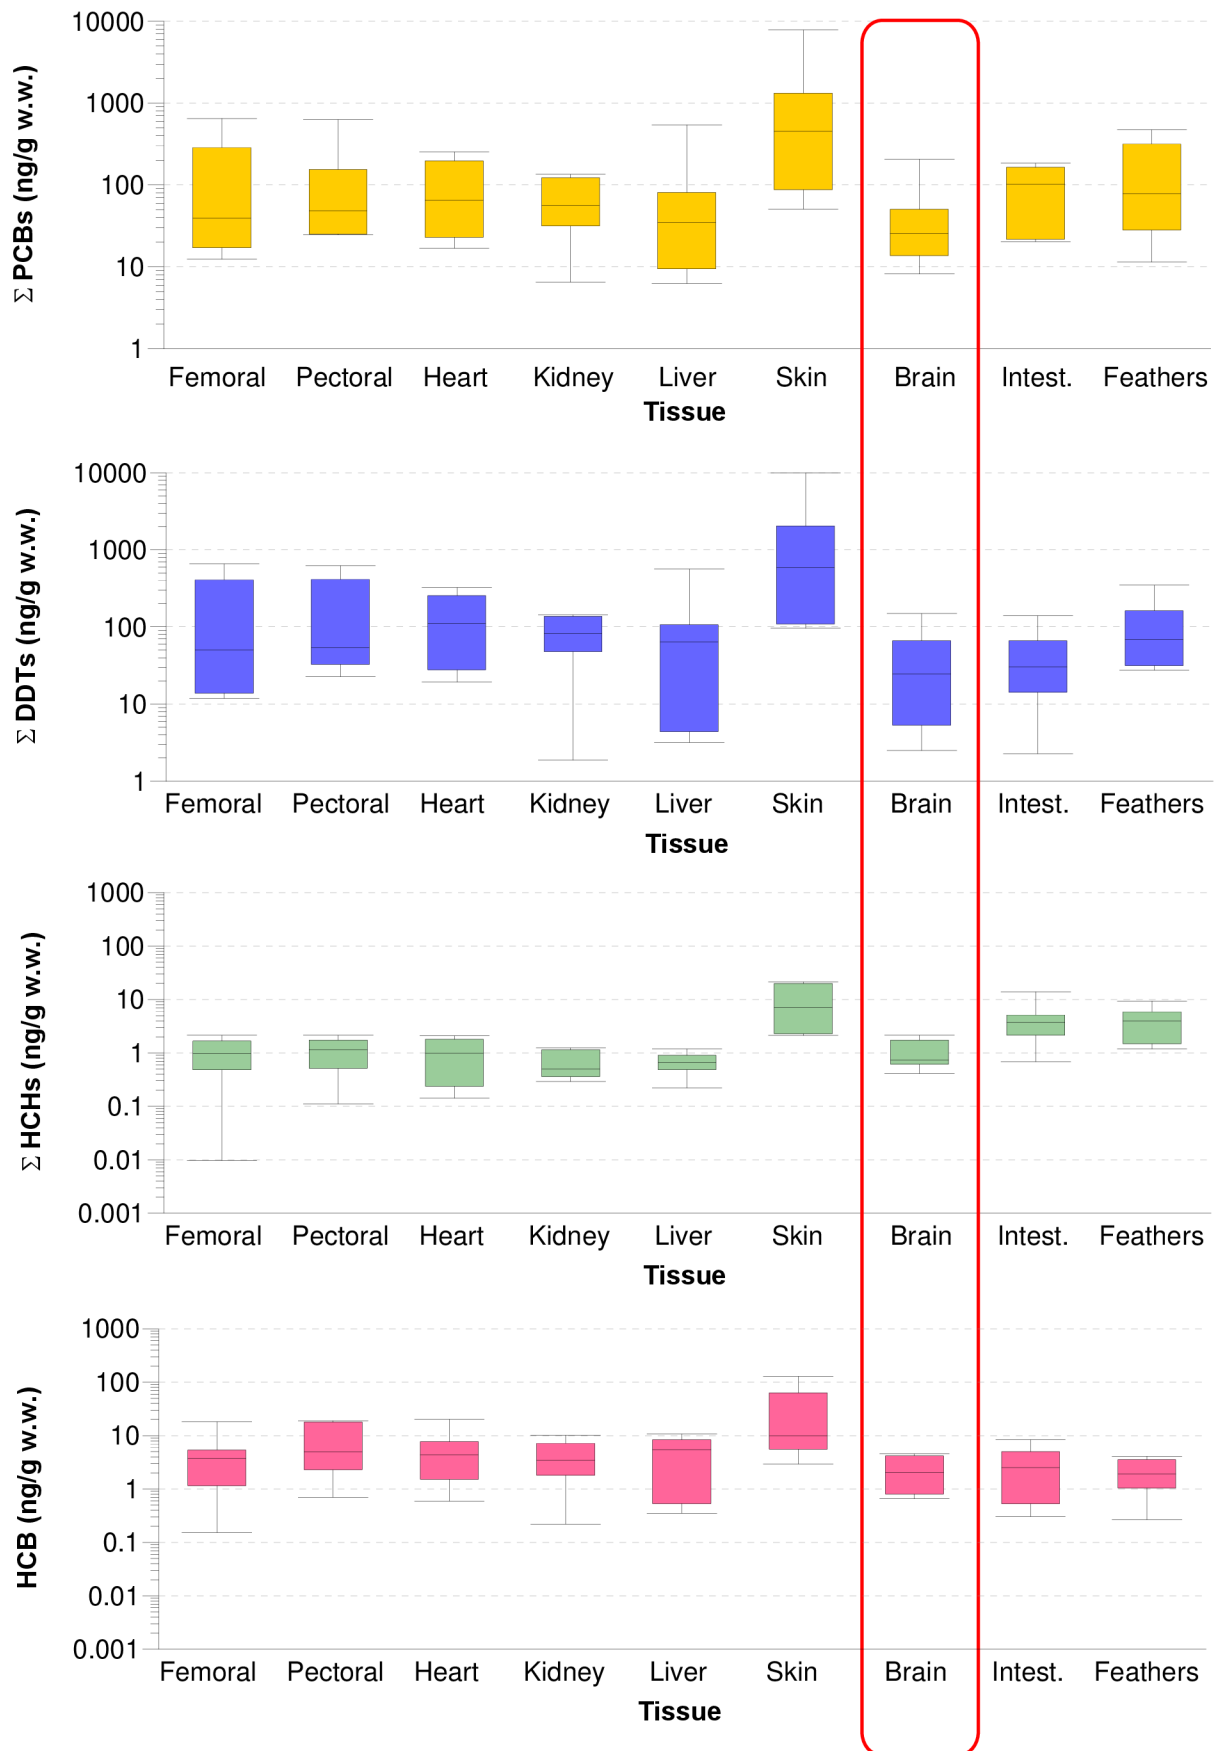 Σ PCBs (ng/g w.w.)
10000
1000
100
10
1
Femoral Pectoral Heart Kidney Liver Skin Brain Intest. Feathers
Tissue
Σ DDTs (ng/g w.w.)
10000
1000
100
10
1
Femoral Pectoral Heart Kidney Liver Skin Brain Intest. Feathers
Tissue
Σ HCHs (ng/g w.w.)
1000
100
10
1
0.1
0.01
0.001
Femoral Pectoral Heart Kidney Liver Skin Brain Intest. Feathers
Tissue
HCB (ng/g w.w.)
1000
100
10
1
0.1
0.01
0.001
Femoral Pectoral Heart Kidney Liver Skin Brain Intest. Feathers
Tissue